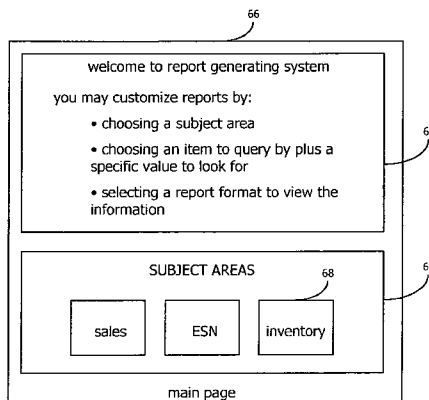 66
welcome to report generating system
you may customize reports by:
• choosing a subject area
• choosing an item to query by plus a
specific value to look for
• selecting a report format to view the
information
6
SUBJECT AREAS
68
6
sales
ESN
inventory
main page